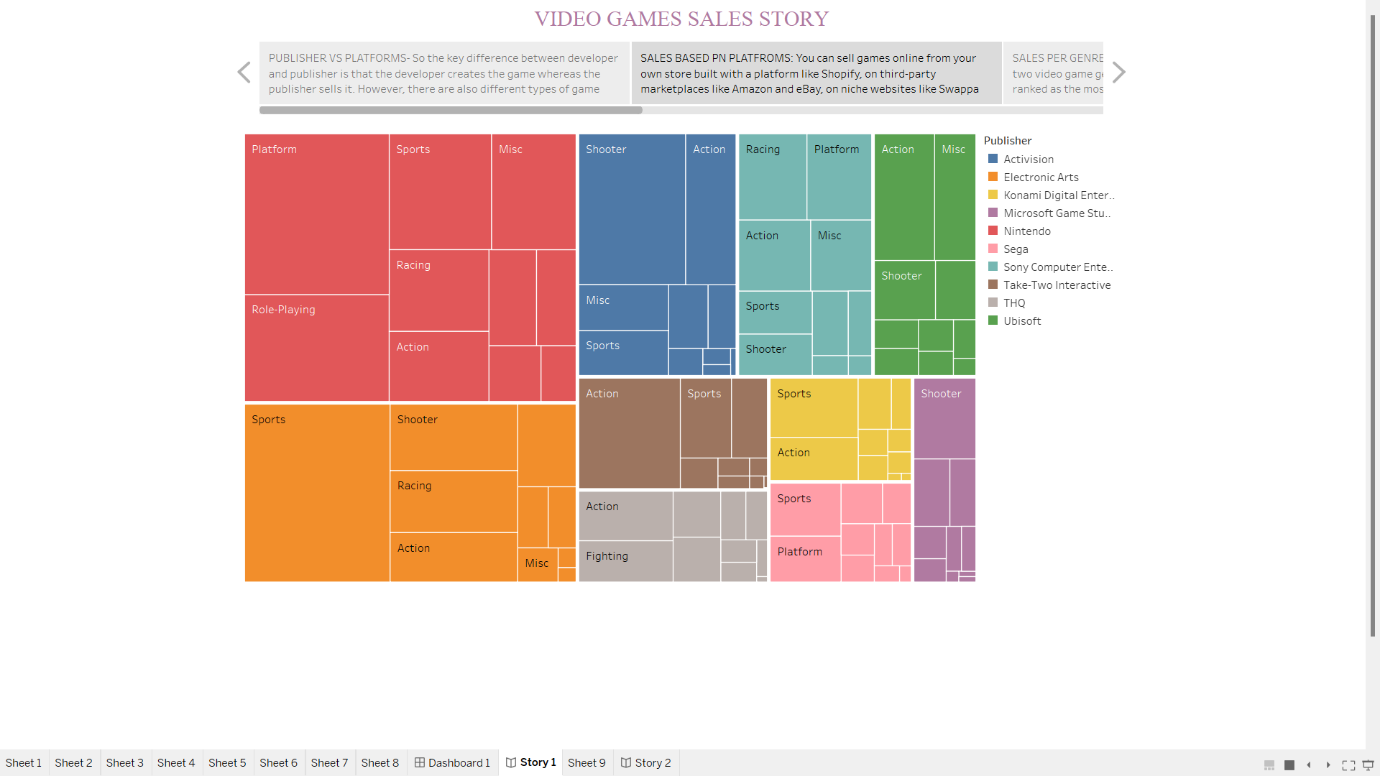 VIDEO GAMES SALES STORY
PUBLISHER VS PLATFORMS- So the key difference between developer
and publisher is that the developer creates the game whereas the
publisher sells it. However, there are also different types of game
SALES BASED PN PLATFROMS: You can sell games online from your
own store built with a platform like Shopify, on third-party
marketplaces like Amazon and eBay, on niche websites like Swappa
SALES PER GENRE
two video game g
ranked as the mos
Platform
Sports
Misc
Racing
Role-Playing
Action
Shooter
Action
Misc
Sports
Racing
Platform
Action
Misc
Sports
Shooter
Action
Misc
Shooter
Sports
Shooter
Racing
Action
Misc
Action
Sports
Action
Fighting
Sports
Action
Sports
Platform
Shooter
Publisher
Activision
Electronic Arts
Konami Digital Enter..
Microsoft Game Stu..
Nintendo
Sega
Sony Computer Ente..
Take-Two Interactive
THQ
Ubisoft
Sheet 1
Sheet 2
Sheet 3
Sheet 4
Sheet 5
Sheet 6
Sheet 7
Sheet 8
Dashboard 1
Story 1
Sheet 9
Story 2